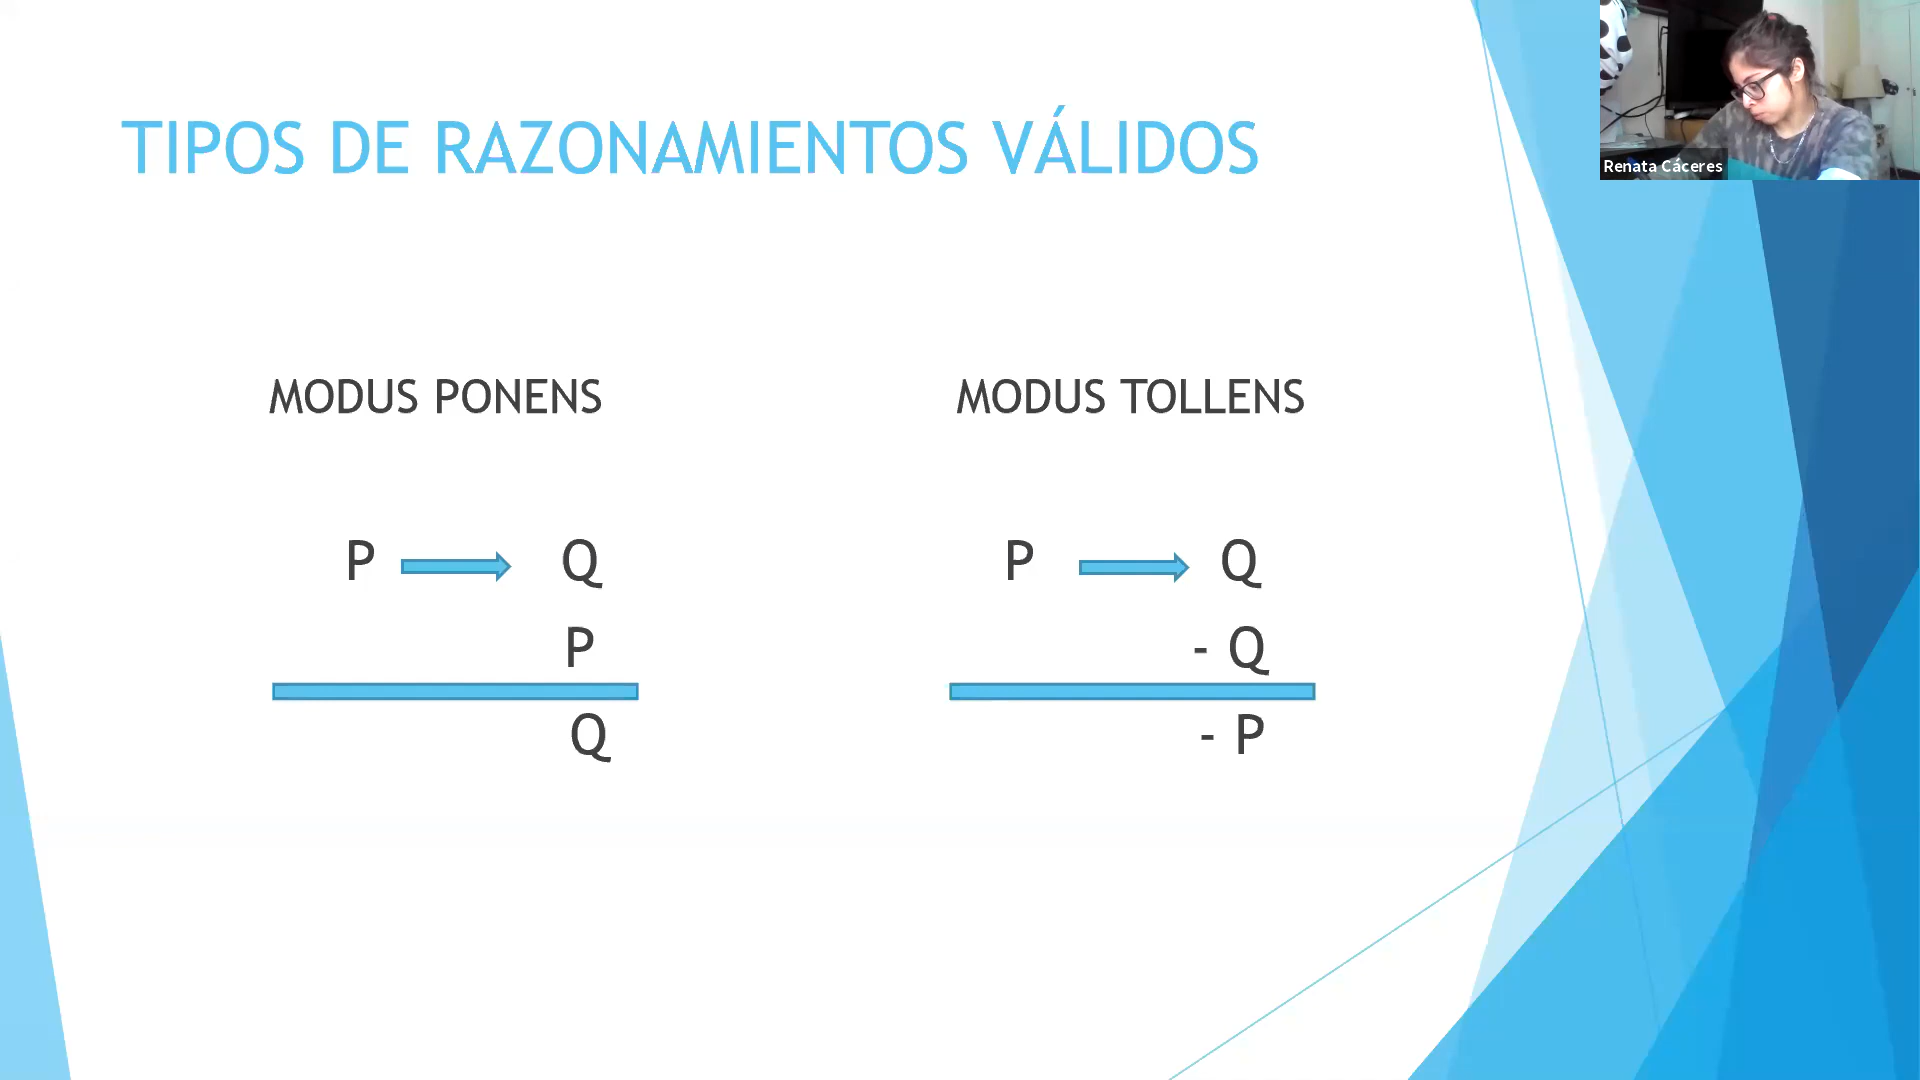 TIPOS DE RAZONAMIENTOS VÁLIDOS
Renata Cáceres
MODUS PONENS
P Q
P
Q
MODUS TOLLENS
P Q
- Q
- P